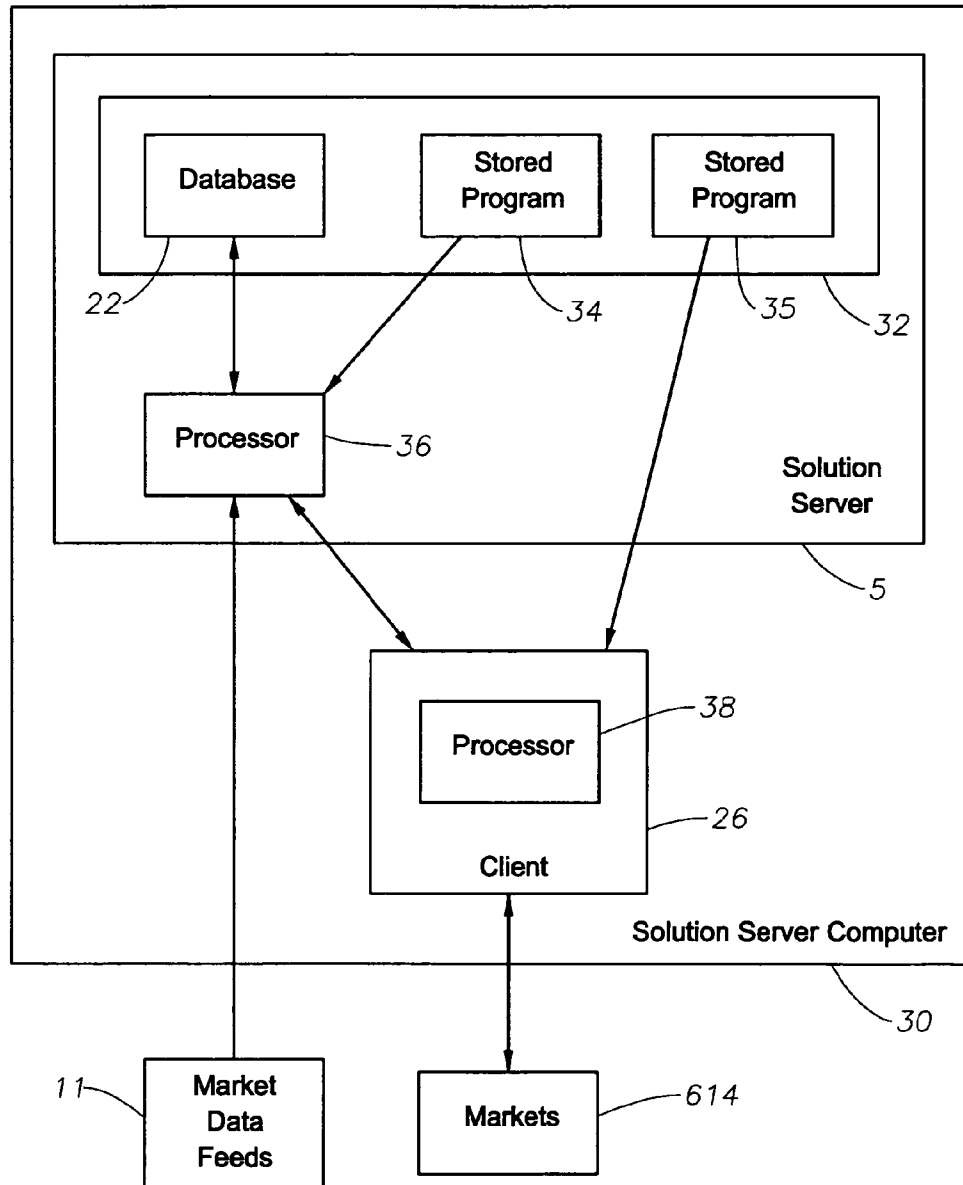 Database
Stored
Program
Stored
Program
22
34
35
32
Processor
36
Solution
Server
5
38
Processor
26
Client
Solution Server Computer
30
11
Market
Data
Feeds
Markets
614